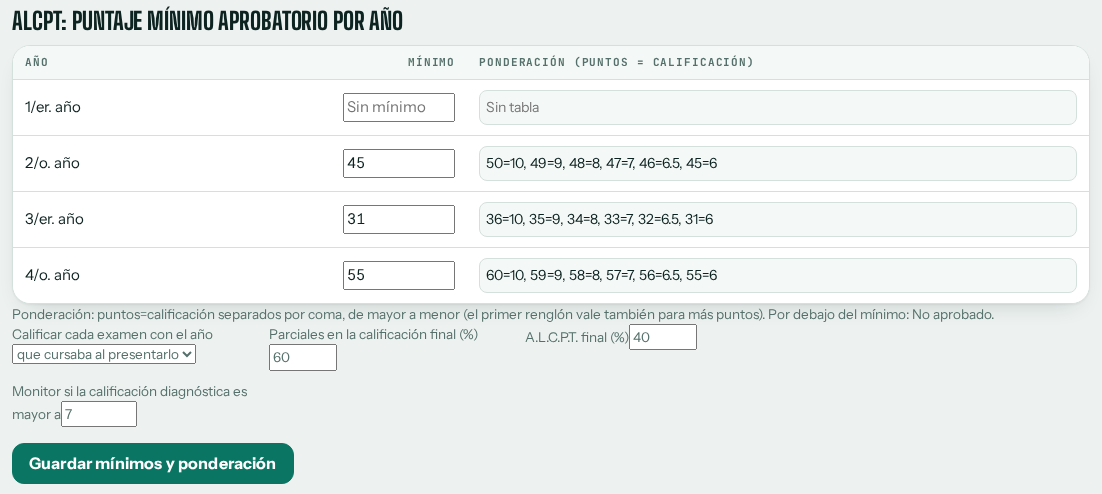 ALCPT: PUNTAJE MÍNIMO APROBATORIO POR AÑO
AÑO MÍNIMO PONDERACIÓN (PUNTOS = CALIFICACIÓN)
1/er. año Sin mínimo Sin tabla
2/o. año 45 50=10, 49=9, 48=8, 47=7, 46=6.5, 45=6
3/er. año 31 36=10, 35=9, 34=8, 33=7, 32=6.5, 31=6
4/o. año 55 60=10, 59=9, 58=8, 57=7, 56=6.5, 55=6
Ponderación: puntos=calificación separados por coma, de mayor a menor (el primer renglón vale también para más puntos). Por debajo del mínimo: No aprobado.
Calificar cada examen con el año
que cursaba al presentarlo
Parciales en la calificación final (%)
60
A.L.C.P.T. final (%) 40
Monitor si la calificación diagnóstica es
mayor a 7
Guardar mínimos y ponderación